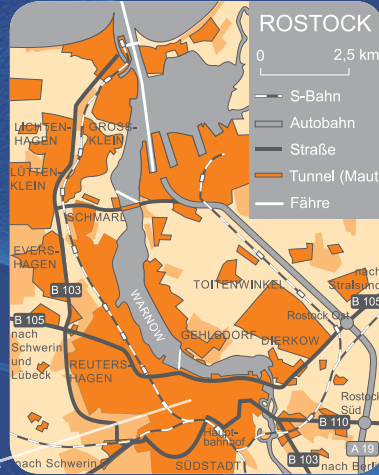 ROSTOCK
0 2,5 km
S-Bahn
Autobahn
Straße
Tunnel (Maut
Fähre
LICHTEN-
HAGEN
GROSS-
KLEIN
LÜTTEN-
KLEIN
SCHMARL
EVERS-
HAGEN
B 103
B 105
nach
Schwerin
und
Lübeck
REUTERS-
HAGEN
WARNOW
TOITENWINKEL
GEHLSDORF
DIERKOW
nach
Stralsund
B 105
Rostock Ost
Rostock
Süd
B 110
A 19
Haupt-
bahnhof
B 103
nach Schwerin
SÜDSTADT
nach Berlin